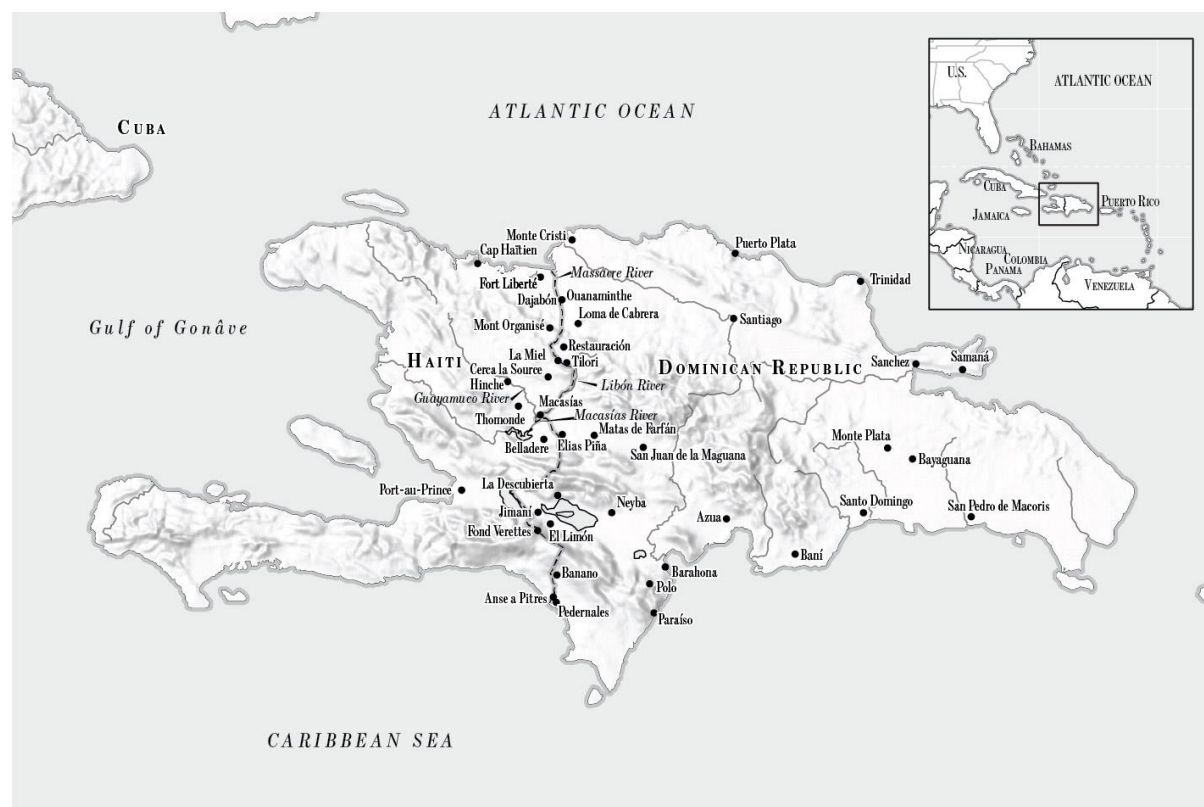 CUBA
ATLANTIC OCEAN
U.S.
ATLANTIC OCEAN
BAHAMAS
CUBA
PUERTO RICO
JAMAICA
NICARAGUA
COLOMBIA
PANAMA
VENEZUELA
Gulf of Gonâve
Monte Cristi
Cap Haïtien
Puerto Plata
Massacre River
Fort Liberté
Trinidad
Dajabón
Ouanaminthe
Loma de Cabrera
Mont Organisé
Santiago
Restauración
HAITI
La Miel
Tilori
DOMINICAN REPUBLIC
Sanchez
Samaná
Cerca la Source
Hinche
Libón River
Guayamuco River
Macasías
Thomonde
Macasías River
Matas de Farfán
Belladere
Elias Piña
Monte Plata
San Juan de la Maguana
Bayaguana
La Descubierta
Port-au-Prince
Jimaní
Neyba
Santo Domingo
San Pedro de Macoris
Azua
Fond Verettes
El Limón
Baní
Banano
Barahona
Polo
Anse a Pitres
Pedernales
Paraíso
CARIBBEAN SEA